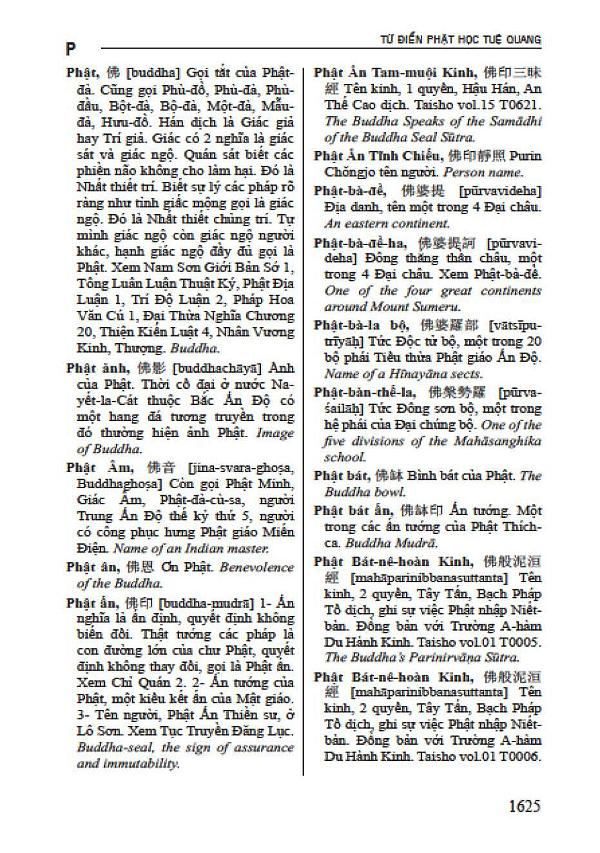 TỪ ĐIỂN PHẬT HỌC TUỆ QUANG
P
Phật, 佛 [buddha] Gọi tắt của Phật-
đà. Cũng gọi Phù-đồ, Phù-đà, Phù-
đầu, Bột-đà, Bộ-đà, Một-đà, Mẫu-
đà, Hưu-đồ. Hán dịch là Giác giả
hay Trí giả. Giác có 2 nghĩa là giác
sát và giác ngộ. Quán sát biết các
phiền não không cho làm hại. Đó là
Nhất thiết trí. Biết sự lý các pháp rõ
ràng như tỉnh giấc mộng gọi là giác
ngộ. Đó là Nhất thiết chủng trí. Tự
mình giác ngộ còn giác ngộ người
khác, hạnh giác ngộ đầy đủ gọi là
Phật. Xem Nam Sơn Giới Bản Sớ 1,
Tông Luân Luận Thuật Ký, Phật Địa
Luận 1, Trí Độ Luận 2, Pháp Hoa
Văn Cú 1, Đại Thừa Nghĩa Chương
20, Thiện Kiến Luật 4, Nhân Vương
Kinh, Thượng. Buddha.
Phật ảnh, 佛影 [buddhachāyā] Ảnh
của Phật. Thời cổ đại ở nước Na-
yết-la-Cát thuộc Bắc Ấn Độ có
một hang đá tương truyền trong
đó thường hiện ảnh Phật. Image
of Buddha.
Phật Âm, 佛音 [jina-svara-ghoṣa,
Buddhaghoṣa] Còn gọi Phật Minh,
Giác Âm, Phật-đà-cù-sa, người
Trung Ấn Độ thế kỷ thứ 5, người
có công phục hưng Phật giáo Miến
Điện. Name of an Indian master.
Phật ân, 佛恩 Ơn Phật. Benevolence
of the Buddha.
Phật ấn, 佛印 [buddha-mudrā] 1- Ấn
nghĩa là ấn định, quyết định không
biến đổi. Thật tướng các pháp là
con đường lớn của chư Phật, quyết
định không thay đổi, gọi là Phật ấn.
Xem Chỉ Quán 2. 2- Ấn tướng của
Phật, một kiểu kết ấn của Mật giáo.
3- Tên người, Phật Ấn Thiền sư, ở
Lô Sơn. Xem Tục Truyền Đăng Lục.
Buddha-seal, the sign of assurance
and immutability.
Phật Ấn Tam-muội Kinh, 佛印三昧
經 Tên kinh, 1 quyển, Hậu Hán, An
Thế Cao dịch. Taisho vol.15 T0621.
The Buddha Speaks of the Samādhi
of the Buddha Seal Sūtra.
Phật Ấn Tĩnh Chiếu, 佛印靜照 Purin
Chŏngjo tên người. Person name.
Phật-bà-đề, 佛婆提 [pūrvavideha]
Địa danh, tên một trong 4 Đại châu.
An eastern continent.
Phật-bà-đề-ha, 佛婆提訶 [pūrvavi-
deha] Đông thắng thân châu, một
trong 4 Đại châu. Xem Phật-bà-đề.
One of the four great continents
around Mount Sumeru.
Phật-bà-la bộ, 佛婆羅部 [vātsīpu-
trīyāḥ] Tức Độc tử bộ, một trong 20
bộ phái Tiểu thừa Phật giáo Ấn Độ.
Name of a Hīnayāna sects.
Phật-bàn-thế-la, 佛槃勢羅 [pūrva-
śailāḥ] Tức Đông sơn bộ, một trong
hệ phái của Đại chúng bộ. One of the
five divisions of the Mahāsanghika
school.
Phật bát, 佛缽 Bình bát của Phật. The
Buddha bowl.
Phật bát ấn, 佛缽印 Ấn tướng. Một
trong các ấn tướng của Phật Thích-
ca. Buddha Mudrā.
Phật Bát-nê-hoàn Kinh, 佛般泥洹
經 [mahāparinibbanasuttanta] Tên
kinh, 2 quyển, Tây Tấn, Bạch Pháp
Tổ dịch, ghi sự việc Phật nhập Niết-
bàn. Đồng bản với Trường A-hàm
Du Hành Kinh. Taisho vol.01 T0005.
The Buddha's Parinirvāṇa Sūtra.
Phật Bát-nê-hoàn Kinh, 佛般泥洹
經 [mahāparinibbanasuttanta] Tên
kinh, 2 quyển, Tây Tấn, Bạch Pháp
Tổ dịch, ghi sự việc Phật nhập Niết-
bàn. Đồng bản với Trường A-hàm
Du Hành Kinh. Taisho vol.01 T0006.
1625